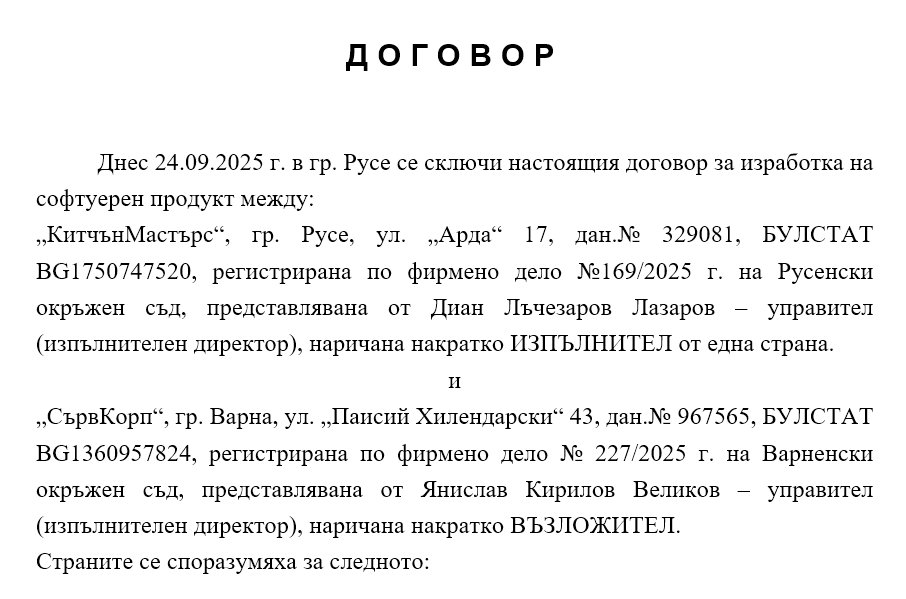 ДОГОВОР
Днес 24.09.2025 г. в гр. Русе се сключи настоящия договор за изработка на
софтуерен продукт между:
„КитчънМастърс“, гр. Русе, ул. „Арда“ 17, дан.№ 329081, БУЛСТАТ
BG1750747520, регистрирана по фирмено дело №169/2025 г. на Русенски
окръжен съд, представлявана от Диан Лъчезаров Лазаров – управител
(изпълнителен директор), наричана накратко ИЗПЪЛНИТЕЛ от една страна.
и
„СървКорп“, гр. Варна, ул. „Паисий Хилендарски“ 43, дан.№ 967565, БУЛСТАТ
BG1360957824, регистрирана по фирмено дело № 227/2025 г. на Варненски
окръжен съд, представлявана от Янислав Кирилов Великов – управител
(изпълнителен директор), наричана накратко ВЪЗЛОЖИТЕЛ.
Страните се споразумяха за следното: